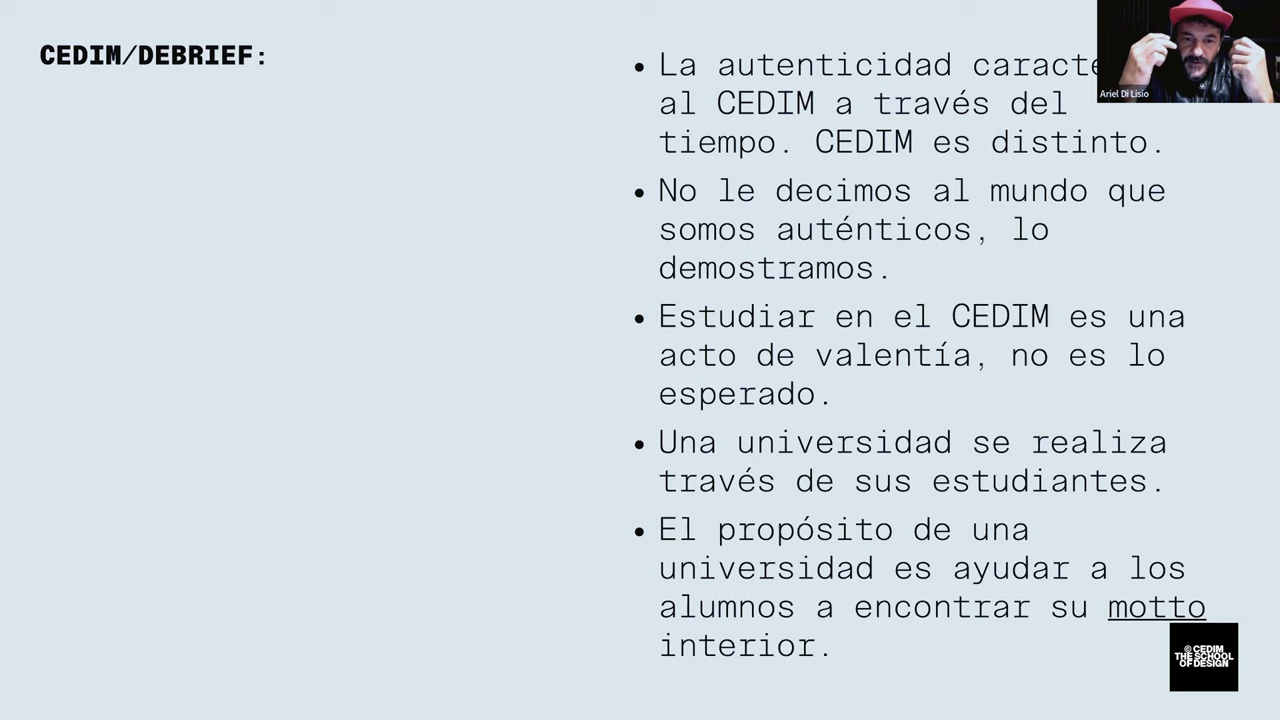 CEDIM/DEBRIEF:
• La autenticidad
al CEDIM a través del
tiempo. CEDIM es distinto.
• No le decimos al mundo que
somos auténticos, lo
demostramos.
• Estudiar en el CEDIM es una
acto de valentía, no es lo
esperado.
• Una universidad se realiza
través de sus estudiantes.
• El propósito de una
universidad es ayudar a los
alumnos a encontrar su motto
interior.
Ariel Di Lisio
@ CEDIM
THE SCHOOL
OF DESIGN